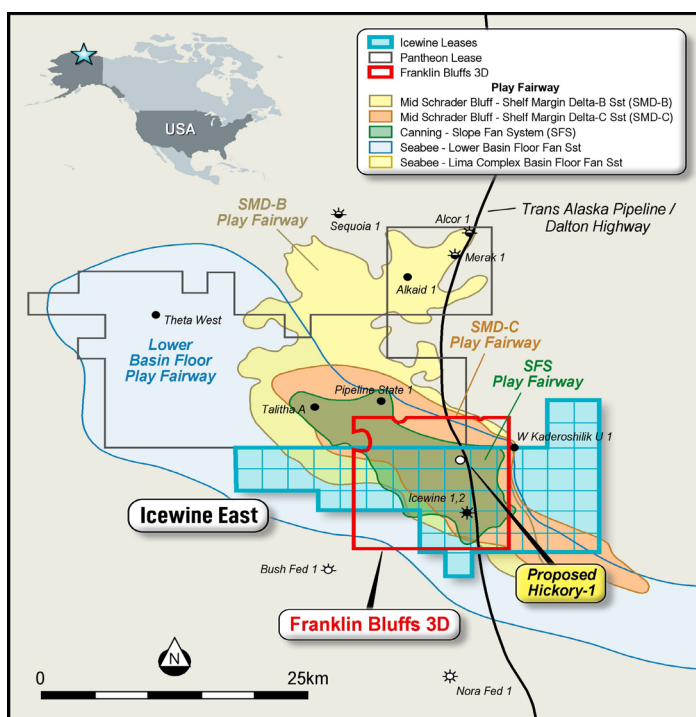 USA
Icewine Leases
Pantheon Lease
Franklin Bluffs 3D
Play Fairway
Mid Schrader Bluff - Shelf Margin Delta-B Sst (SMD-B)
Mid Schrader Bluff - Shelf Margin Delta-C Sst (SMD-C)
Canning - Slope Fan System (SFS)
Seabee - Lower Basin Floor Fan Sst
Seabee - Lima Complex Basin Floor Fan Sst
SMD-B
Play Fairway
Sequoia 1
Alcor 1
Trans Alaska Pipeline /
Dalton Highway
Merak 1
Alkaid 1
Theta West
Lower
Basin Floor
Play Fairway
SMD-C
Play Fairway
SFS
Play Fairway
Pipeline State 1
Talitha A
W Kaderoshilik U 1
Icewine 1,2
Icewine East
Bush Fed 1
Proposed
Hickory-1
Franklin Bluffs 3D
N
0
25km
Nora Fed 1